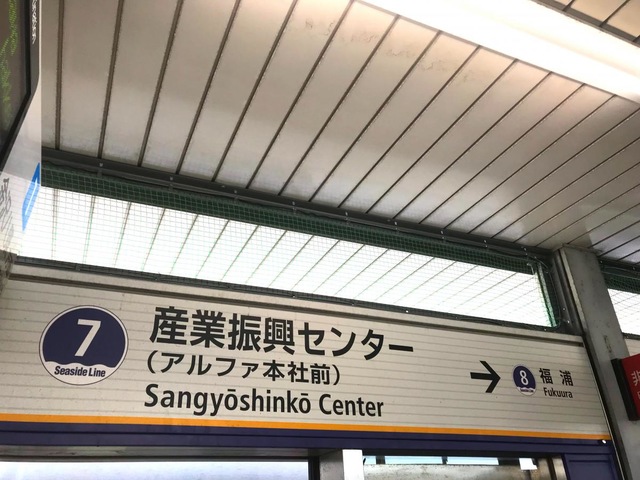 7
Seaside Line
産業振興センター
(アルファ本社前)
Sangyōshinkō Center
→
8
福浦
Fukuura
非